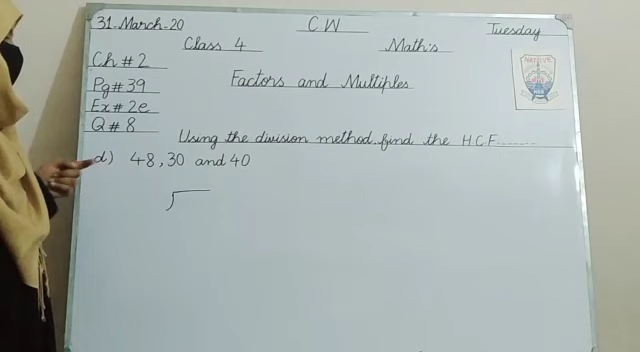 31-March-20 C W Tuesday
Class 4 Math's
Ch # 2
Pg # 39 Factors and Multiples
Ex # 2e
Q # 8
Using the division method find the H.C.F.......
d) 48, 30 and 40
NATIVE